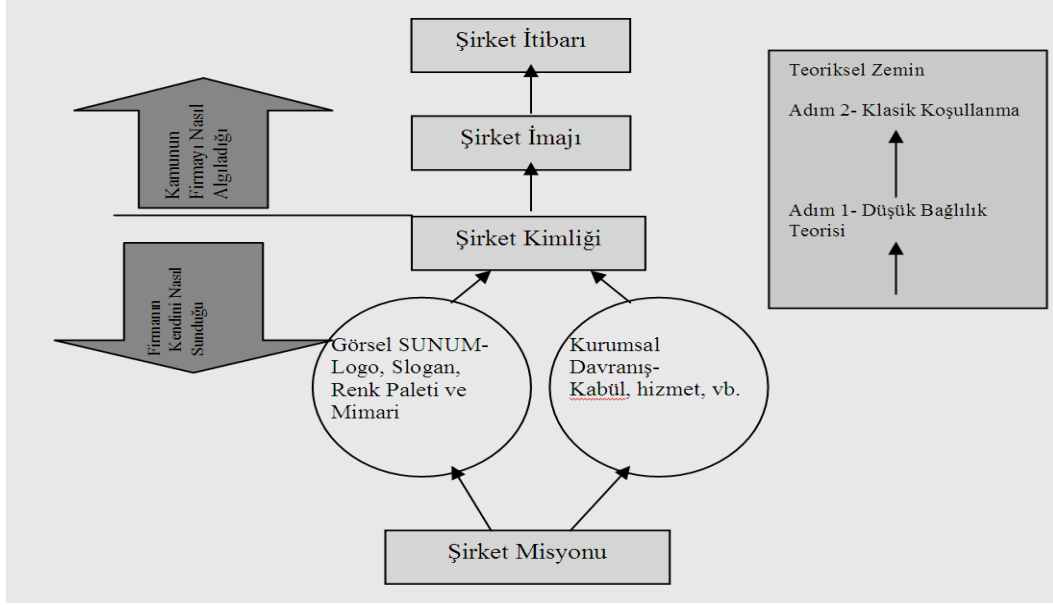 Şirket İtibarı
Teoriksel Zemin
Adım 2- Klasik Koşullanma
Kamunun
Firmayı Nasıl
Algıladığı
Şirket İmajı
Adım 1- Düşük Bağlılık
Teorisi
Şirket Kimliği
Firmanın
Kendini Nasıl
Sunduğu
Görsel SUNUM-
Logo, Slogan,
Renk Paleti ve
Mimari
Kurumsal
Davranış-
Kabül, hizmet, vb.
Şirket Misyonu